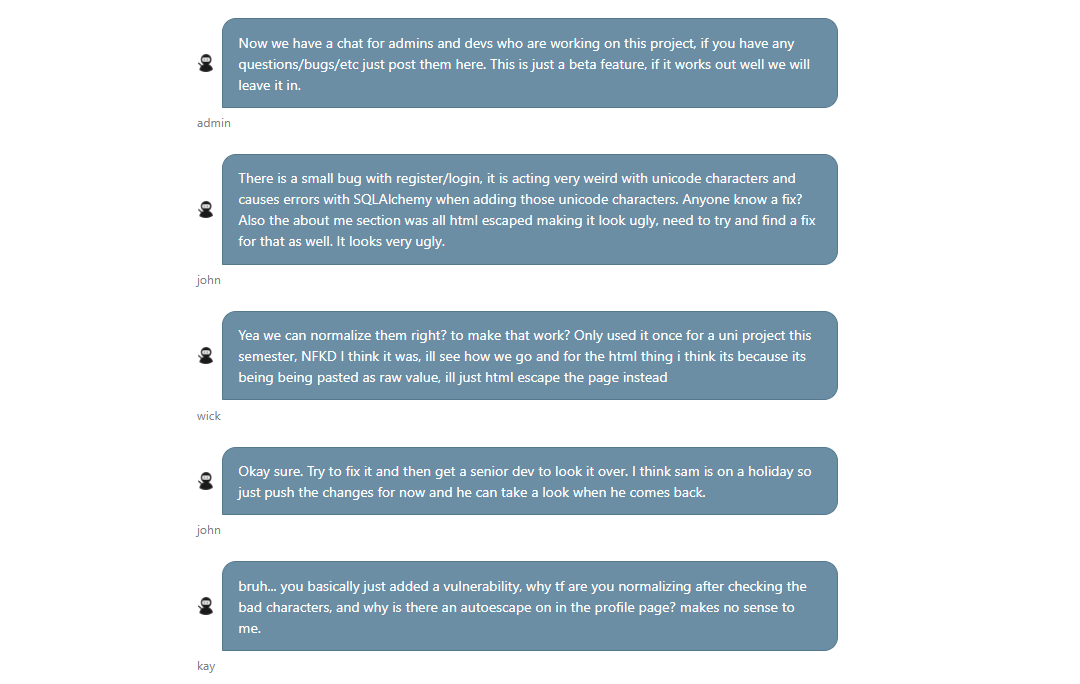 Now we have a chat for admins and devs who are working on this project, if you have any
questions/bugs/etc just post them here. This is just a beta feature, if it works out well we will
leave it in.
admin
There is a small bug with register/login, it is acting very weird with unicode characters and
causes errors with SQLAlchemy when adding those unicode characters. Anyone know a fix?
Also the about me section was all html escaped making it look ugly, need to try and find a fix
for that as well. It looks very ugly.
john
Yea we can normalize them right? to make that work? Only used it once for a uni project this
semester, NFKD I think it was, ill see how we go and for the html thing i think its because its
being being pasted as raw value, ill just html escape the page instead
wick
Okay sure. Try to fix it and then get a senior dev to look it over. I think sam is on a holiday so
just push the changes for now and he can take a look when he comes back.
john
bruh... you basically just added a vulnerability, why tf are you normalizing after checking the
bad characters, and why is there an autoescape on in the profile page? makes no sense to
me.
kay